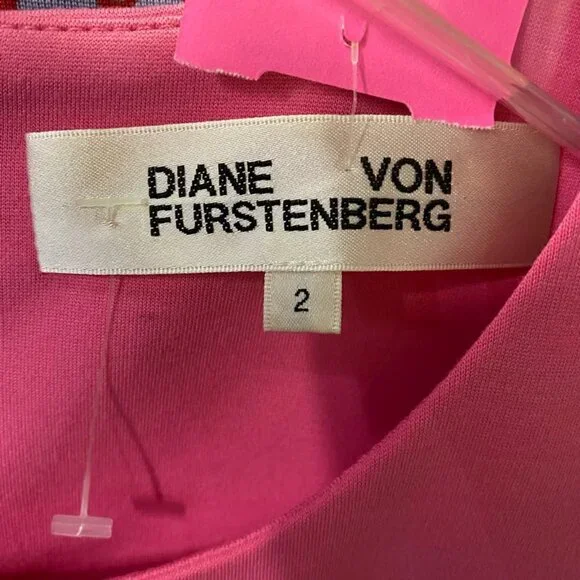 DIANE VON
FURSTENBERG
2